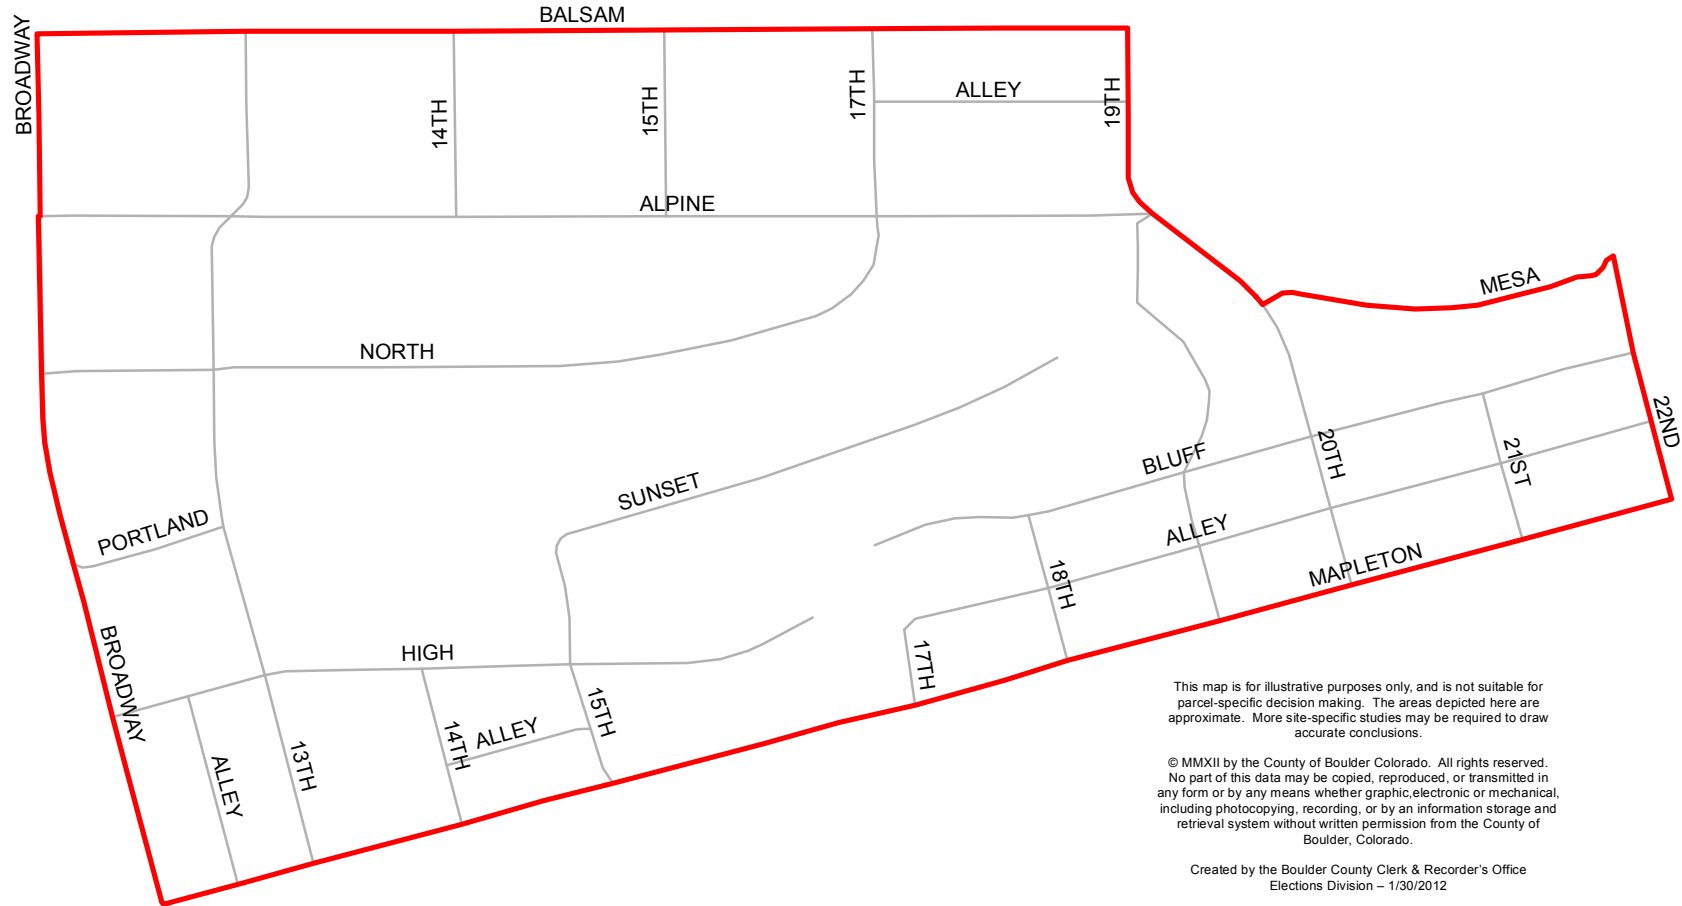 BALSAM
BROADWAY
14TH
15TH
17TH
ALLEY
19TH
ALPINE
MESA
NORTH
22ND
BLUFF
20TH
21ST
SUNSET
PORTLAND
ALLEY
MAPLETON
18TH
BROADWAY
HIGH
17TH
15TH
14TH
ALLEY
13TH
ALLEY
This map is for illustrative purposes only, and is not suitable for
parcel-specific decision making. The areas depicted here are
approximate. More site-specific studies may be required to draw
accurate conclusions.
© MMXII by the County of Boulder Colorado. All rights reserved.
No part of this data may be copied, reproduced, or transmitted in
any form or by any means whether graphic,electronic or mechanical,
including photocopying, recording, or by an information storage and
retrieval system without written permission from the County of
Boulder, Colorado.
Created by the Boulder County Clerk & Recorder's Office
Elections Division – 1/30/2012